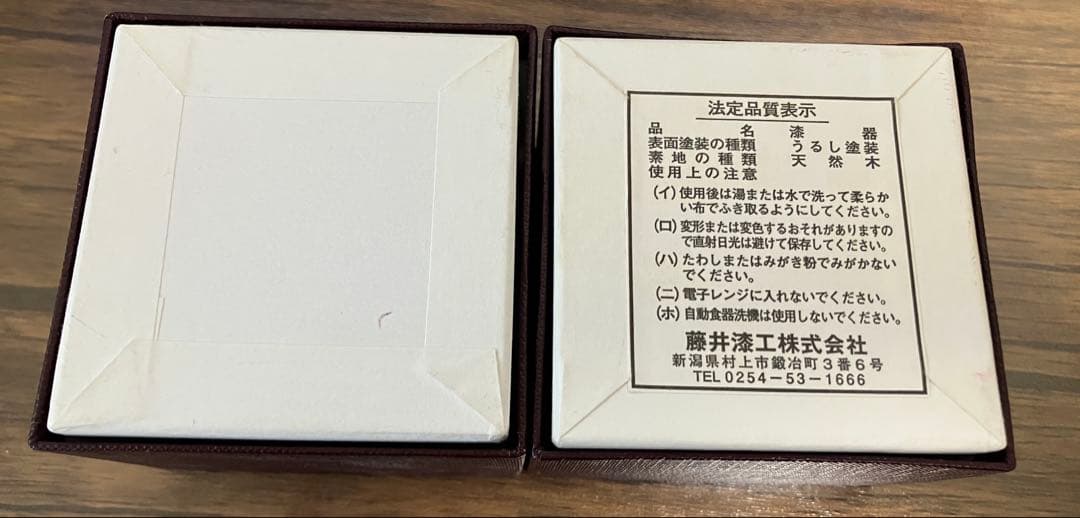 法定品質表示
品名 漆器
表面塗装の種類 うるし塗装
素地の種類 天然木
使用上の注意
(イ)使用後は湯または水で洗って柔らか
い布でふき取るようにしてください。
(ロ)変形または変色するおそれがありますの
で直射日光は避けて保存してください。
(ハ)たわしまたはみがき粉でみがかない
でください。
(ニ)電子レンジに入れないでください。
(ホ)自動食器洗機は使用しないでください。
藤井漆工株式会社
新潟県村上市鍛冶町3番6号
TEL 0254-53-1666